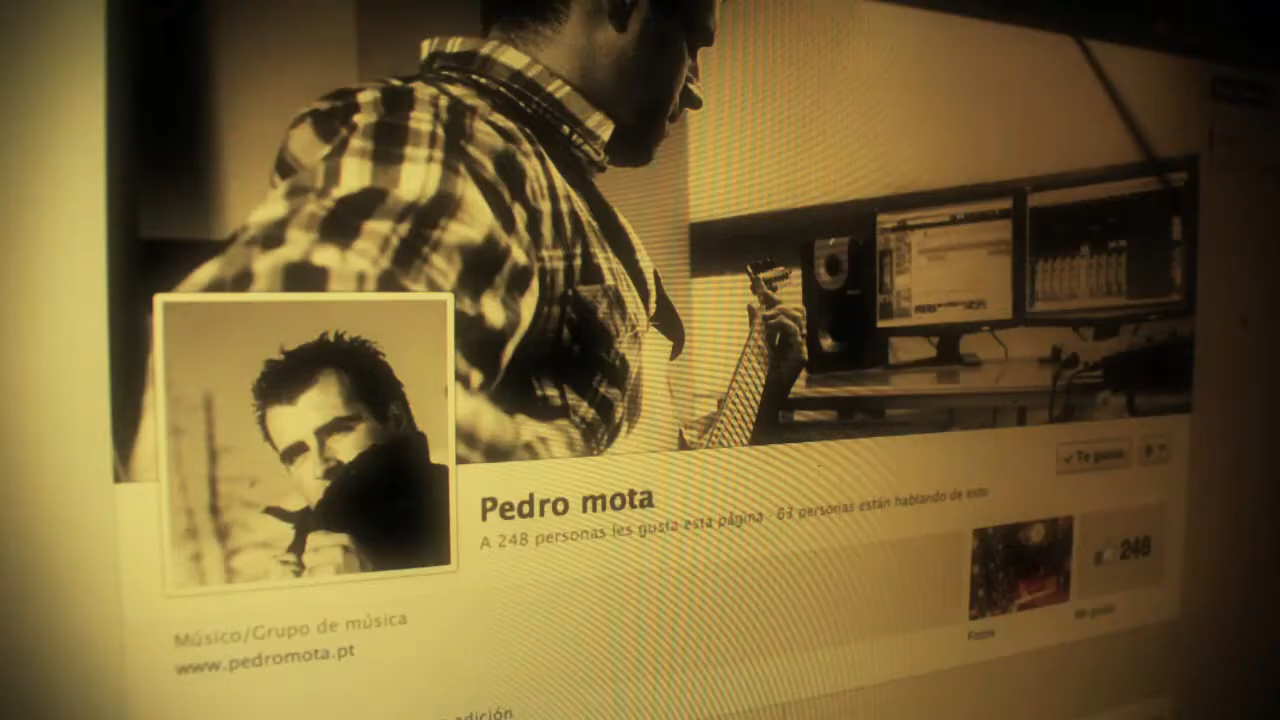 ✓ Te gusta
Pedro mota
A 248 personas les gusta esta página · 63 personas están hablando de esto
248
Fotos
Me gusta
Músico/Grupo de música
www.pedromota.pt
edición